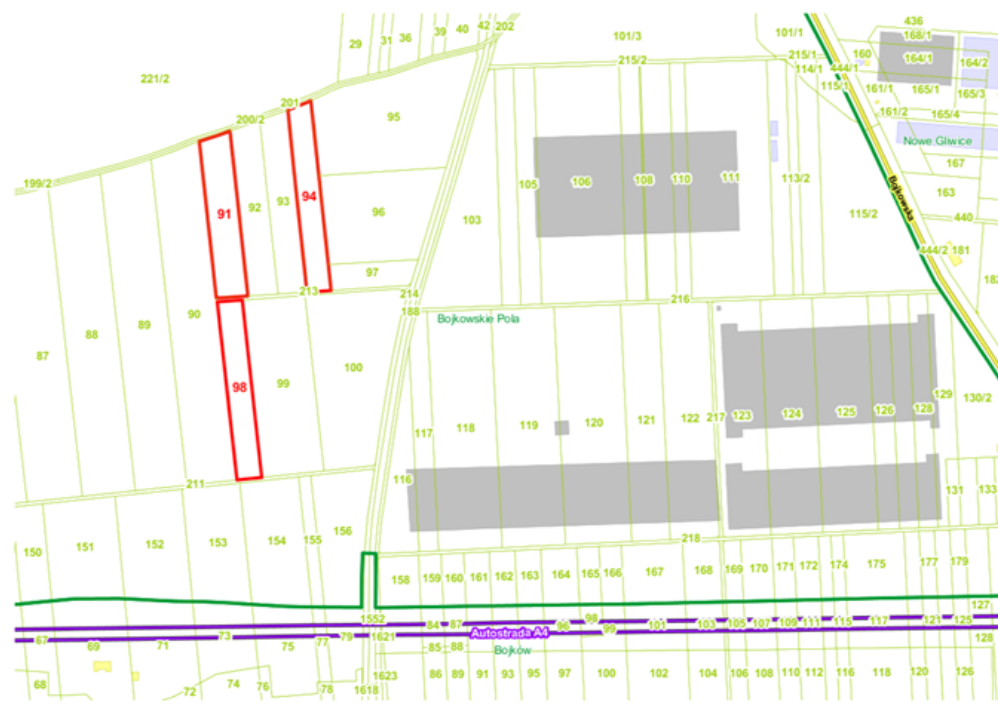 436
29 31 36 39 40 42 202 101/3 101/1 168/1
221/2 215/2 215/1 160 164/1 164/2
114/1 444/1
115/1 161/1 165/1 165/3
201 95 200/2 161/2 165/4
Nowe Gliwice
199/2 105 106 108 110 111 113/2 167
91 92 93 94 96 103 115/2 Bojkowska 163
440
97 444/2 181
213 214 216 182
90 188 Bojkowskie Pola
87 88 89
98 99 100
117 118 119 120 121 122 217 123 124 125 126 128 129 130/2
211 116 131 133
150 151 152 153 154 155 156 218
158 159 160 161 162 163 164 165 166 167 168 169 170 171 172 174 175 177 179
127
1552 84 87 96 98 99 101 103 105 107 109 111 115 117 121 125
67 69 71 73 75 77 79 1621 Autostrada A4 128
85 88 Bojków
68 72 74 76 78 1618 1623 86 89 91 93 95 97 100 102 104 106 108 110 112 116 118 120 126